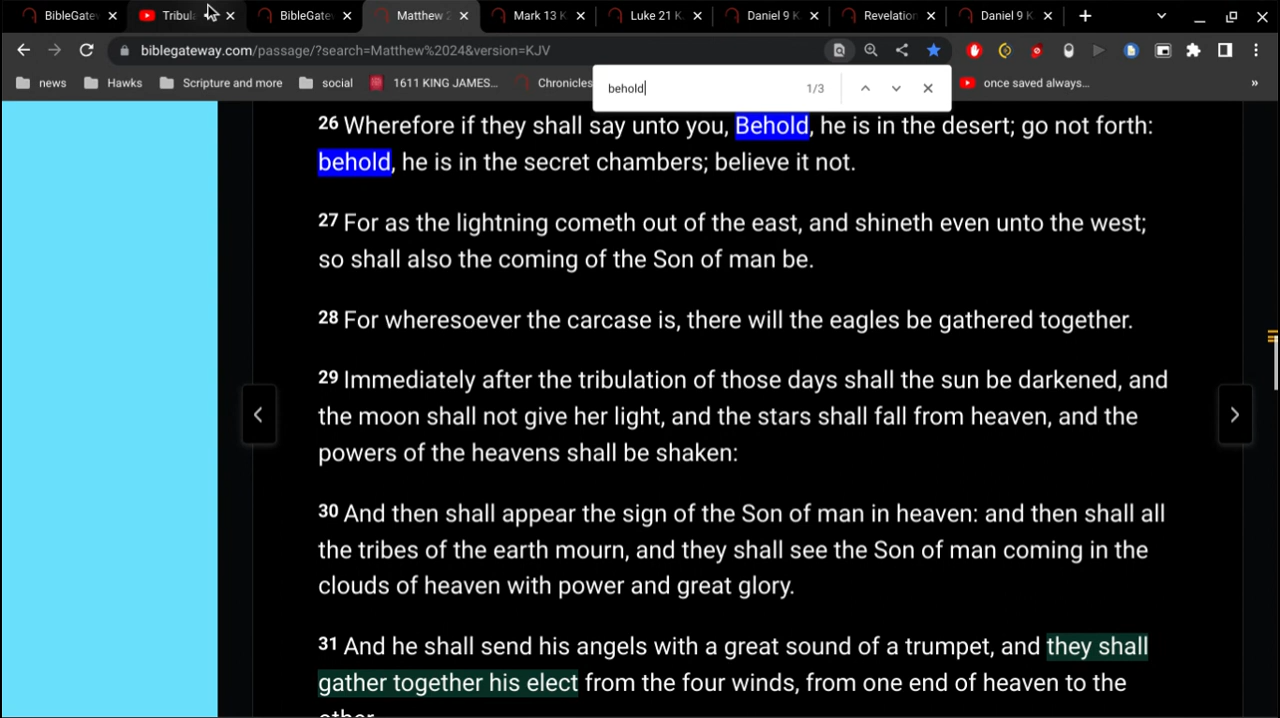 BibleGate
Tribula
BibleGate
Matthew 2
Mark 13 K
Luke 21 K
Daniel 9 K
Revelation
Daniel 9 K
biblegateway.com/passage/?search=Matthew%2024&version=KJV
news Hawks Scripture and more social 1611 KING JAMES... Chronicles once saved always... »
behold 1/3
26 Wherefore if they shall say unto you, Behold, he is in the desert; go not forth:
behold, he is in the secret chambers; believe it not.
27 For as the lightning cometh out of the east, and shineth even unto the west;
so shall also the coming of the Son of man be.
28 For wheresoever the carcase is, there will the eagles be gathered together.
29 Immediately after the tribulation of those days shall the sun be darkened, and
the moon shall not give her light, and the stars shall fall from heaven, and the
powers of the heavens shall be shaken:
30 And then shall appear the sign of the Son of man in heaven: and then shall all
the tribes of the earth mourn, and they shall see the Son of man coming in the
clouds of heaven with power and great glory.
31 And he shall send his angels with a great sound of a trumpet, and they shall
gather together his elect from the four winds, from one end of heaven to the
other.